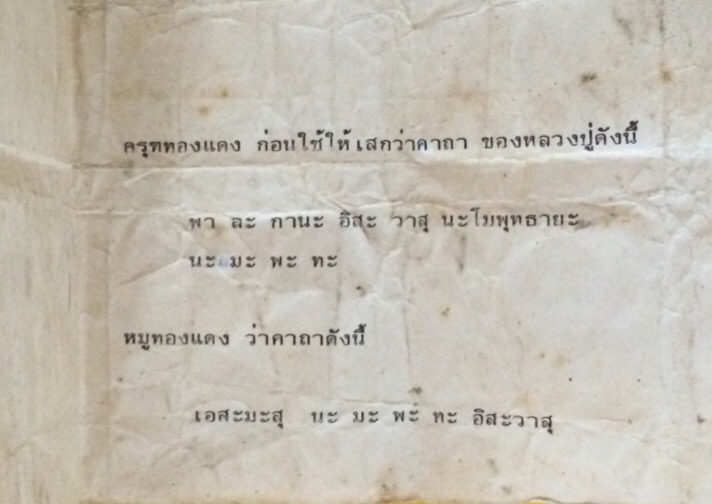 ครุฑทองแดง ก่อนใช้ให้เสกว่าคาถา ของหลวงปู่ดังนี้
พา ละ กานะ อิสะ วาสุ นะโมพุทธายะ
นะ มะ พะ ทะ
หมูทองแดง ว่าคาถาดังนี้
เอสะมะสุ นะ มะ พะ ทะ อิสะวาสุ